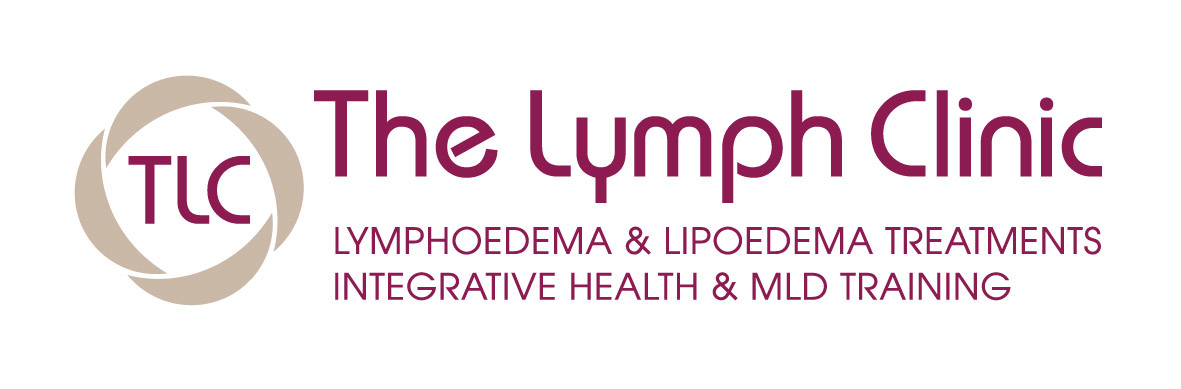 TLC
The Lymph Clinic
LYMPHOEDEMA & LIPOEDEMA TREATMENTS
INTEGRATIVE HEALTH & MLD TRAINING